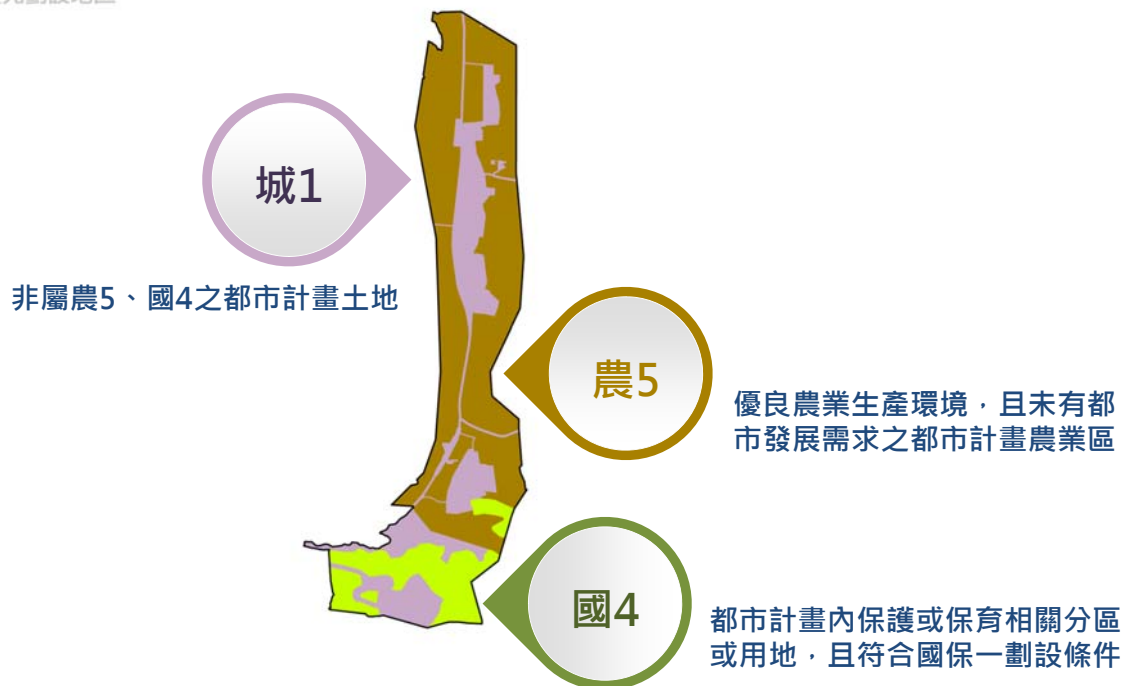 城1
非屬農5、國4之都市計畫土地
農5
優良農業生產環境，且未有都
市發展需求之都市計畫農業區
國4
都市計畫內保護或保育相關分區
或用地，且符合國保一劃設條件